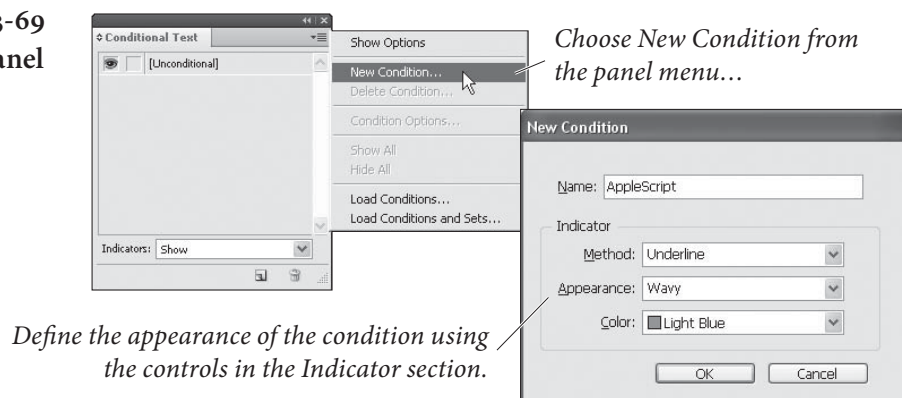 3-69
anel
Conditional Text
[Unconditional]
Indicators: Show
Show Options
New Condition...
Delete Condition...
Condition Options...
Show All
Hide All
Load Conditions...
Load Conditions and Sets...
Choose New Condition from
the panel menu…
New Condition
Name: AppleScript
Indicator
Method: Underline
Appearance: Wavy
Color: Light Blue
OK Cancel
Define the appearance of the condition using
the controls in the Indicator section.